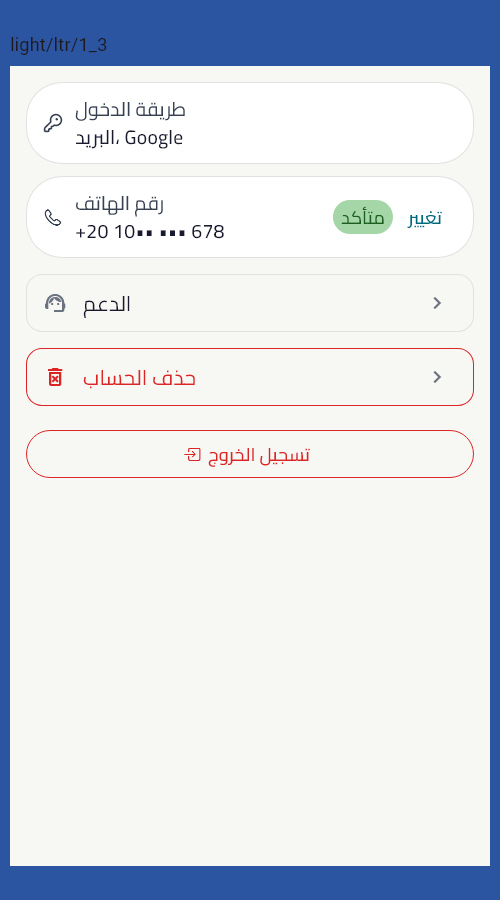 light/ltr/1_3
طريقة الدخول
البريد، Google
رقم الهاتف
+20 10•• ••• 678
متأكد
تغيير
الدعم
حذف الحساب
تسجيل الخروج